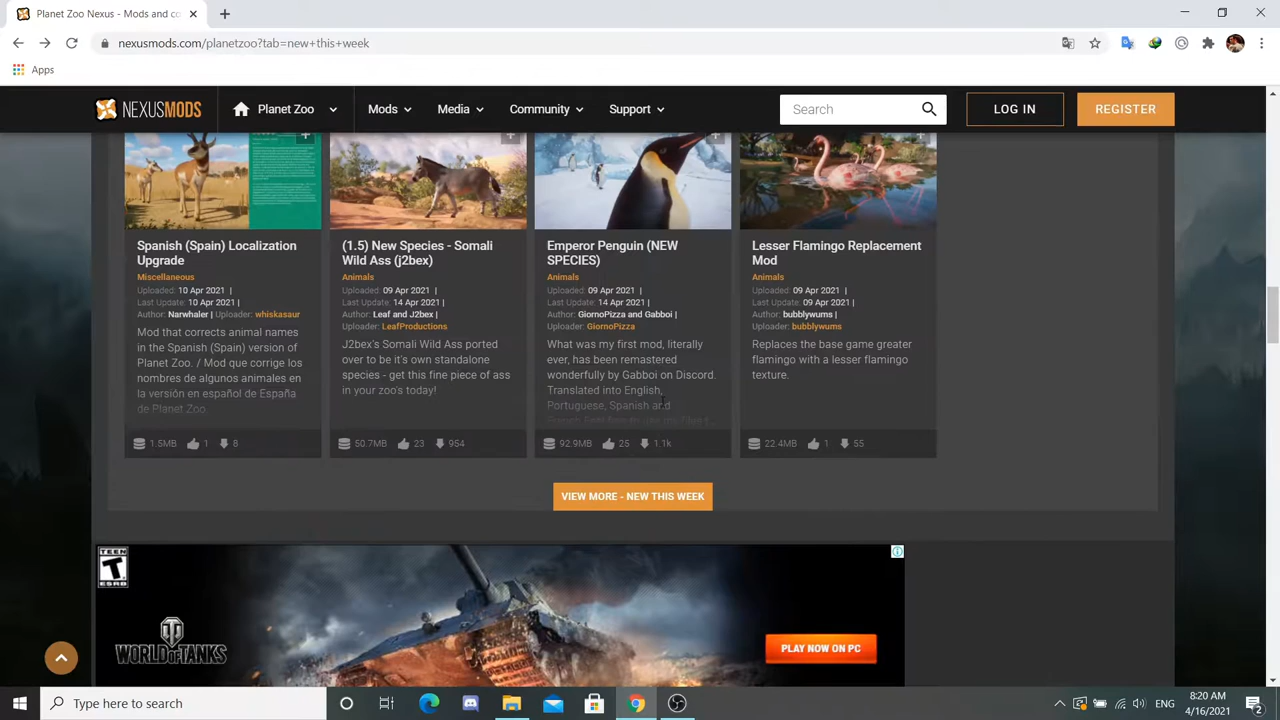 Planet Zoo Nexus - Mods and co
nexusmods.com/planetzoo?tab=new+this+week
Apps
NEXUSMODS
Planet Zoo
Mods
Media
Community
Support
Search
LOG IN
REGISTER
Spanish (Spain) Localization
Upgrade
Miscellaneous
Uploaded: 10 Apr 2021 |
Last Update: 10 Apr 2021 |
Author: Narwhaler | Uploader: whiskasaur
Mod that corrects animal names
in the Spanish (Spain) version of
Planet Zoo. / Mod que corrige los
nombres de algunos animales en
la versión en español de España
de Planet Zoo.
1.5MB 1 8
(1.5) New Species - Somali
Wild Ass (j2bex)
Animals
Uploaded: 09 Apr 2021 |
Last Update: 14 Apr 2021 |
Author: Leaf and J2bex |
Uploader: LeafProductions
J2bex's Somali Wild Ass ported
over to be it's own standalone
species - get this fine piece of ass
in your zoo's today!
50.7MB 23 954
Emperor Penguin (NEW
SPECIES)
Animals
Uploaded: 09 Apr 2021 |
Last Update: 14 Apr 2021 |
Author: GiornoPizza and Gabboi |
Uploader: GiornoPizza
What was my first mod, literally
ever, has been remastered
wonderfully by Gabboi on Discord.
Translated into English,
Portuguese, Spanish and
92.9MB 25 1.1k
Lesser Flamingo Replacement
Mod
Animals
Uploaded: 09 Apr 2021 |
Last Update: 09 Apr 2021 |
Author: bubblywums |
Uploader: bubblywums
Replaces the base game greater
flamingo with a lesser flamingo
texture.
22.4MB 1 55
VIEW MORE - NEW THIS WEEK
TEEN
T
ESRB
WORLD OF TANKS
PLAY NOW ON PC
Type here to search
ENG
8:20 AM
4/16/2021
2